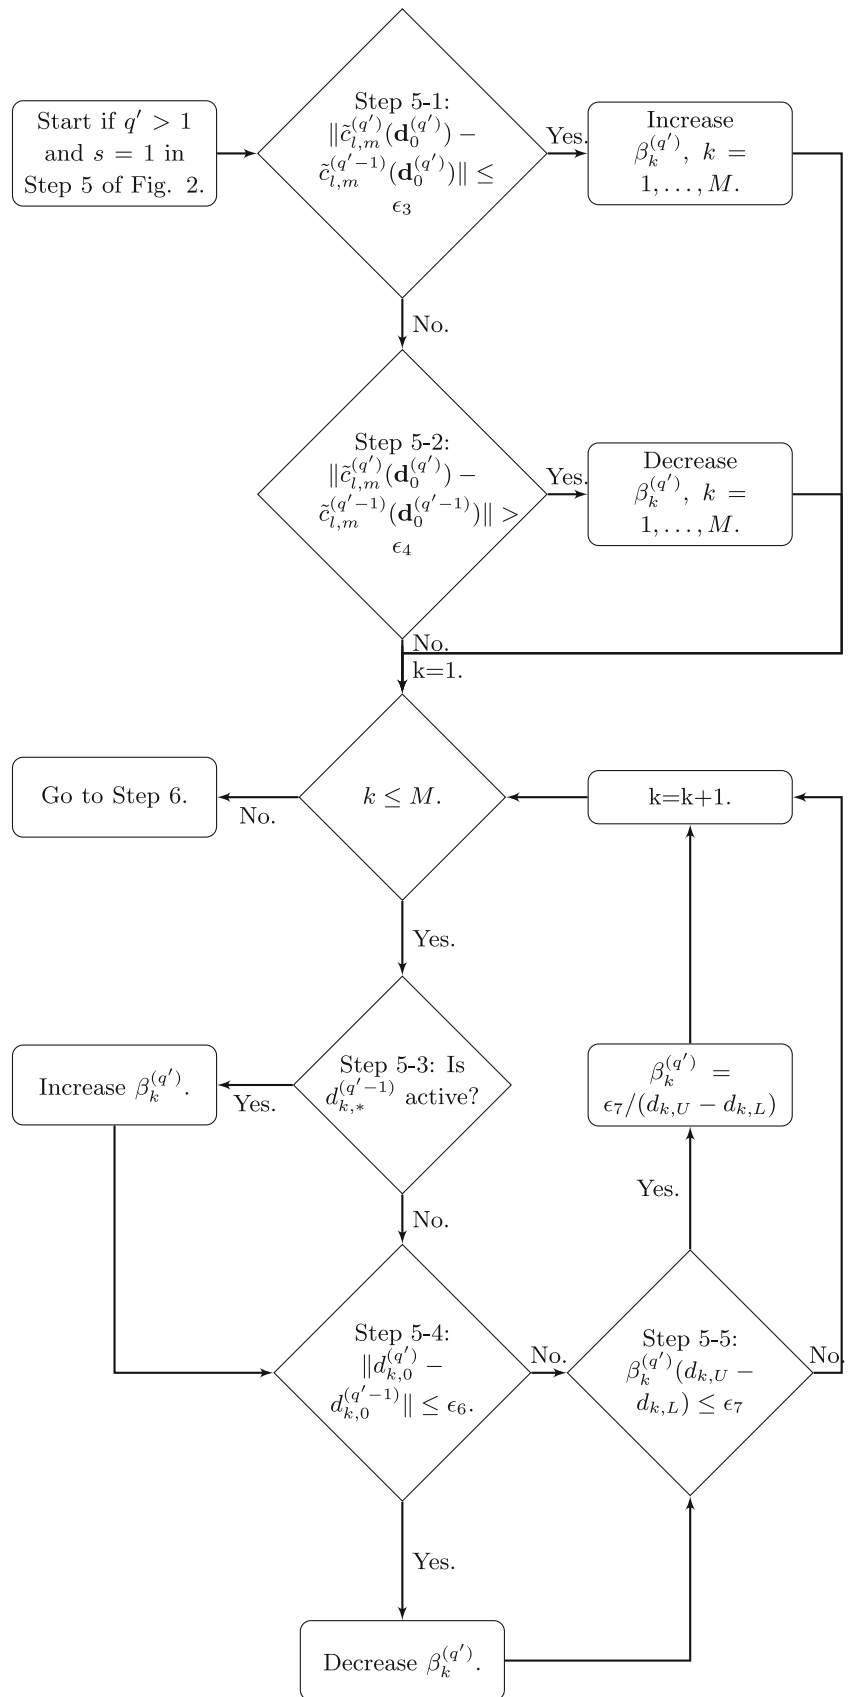 Start if q′ > 1
and s = 1 in
Step 5 of Fig. 2.
Step 5-1:
‖c̃_{l,m}^{(q′)}(𝐝_0^{(q′)}) −
c̃_{l,m}^{(q′−1)}(𝐝_0^{(q′)})‖ ≤
ϵ_3
Yes.
Increase
β_k^{(q′)}, k =
1, . . . , M.
No.
Step 5-2:
‖c̃_{l,m}^{(q′)}(𝐝_0^{(q′)}) −
c̃_{l,m}^{(q′−1)}(𝐝_0^{(q′−1)})‖ >
ϵ_4
Yes.
Decrease
β_k^{(q′)}, k =
1, . . . , M.
No.
k=1.
Go to Step 6.
No.
k ≤ M.
k=k+1.
Yes.
Increase β_k^{(q′)}.
Yes.
Step 5-3: Is
d_{k,*}^{(q′−1)} active?
β_k^{(q′)} =
ϵ_7/(d_{k,U} − d_{k,L})
Yes.
No.
Step 5-4:
‖d_{k,0}^{(q′)} −
d_{k,0}^{(q′−1)}‖ ≤ ϵ_6.
No.
Step 5-5:
β_k^{(q′)}(d_{k,U} −
d_{k,L}) ≤ ϵ_7
No.
Yes.
Decrease β_k^{(q′)}.